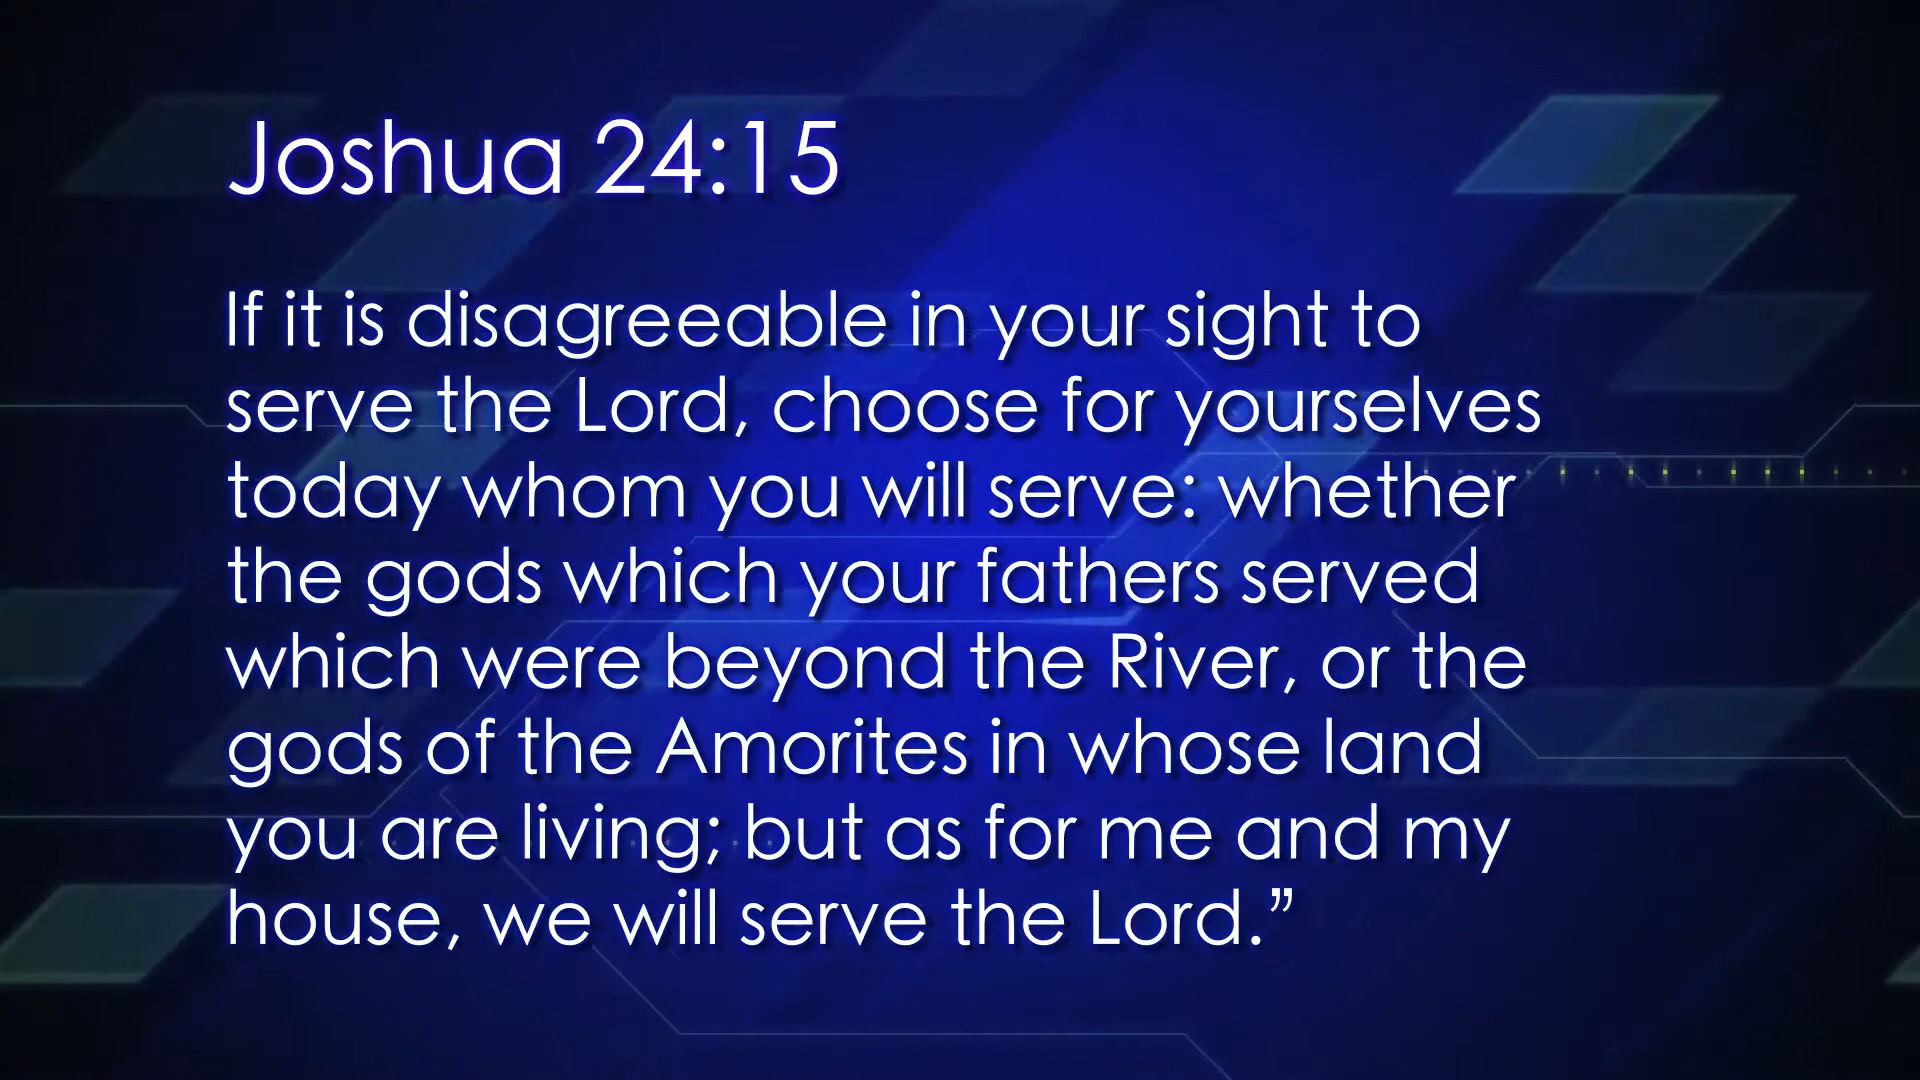 Joshua 24:15
If it is disagreeable in your sight to
serve the Lord, choose for yourselves
today whom you will serve: whether
the gods which your fathers served
which were beyond the River, or the
gods of the Amorites in whose land
you are living; but as for me and my
house, we will serve the Lord.”